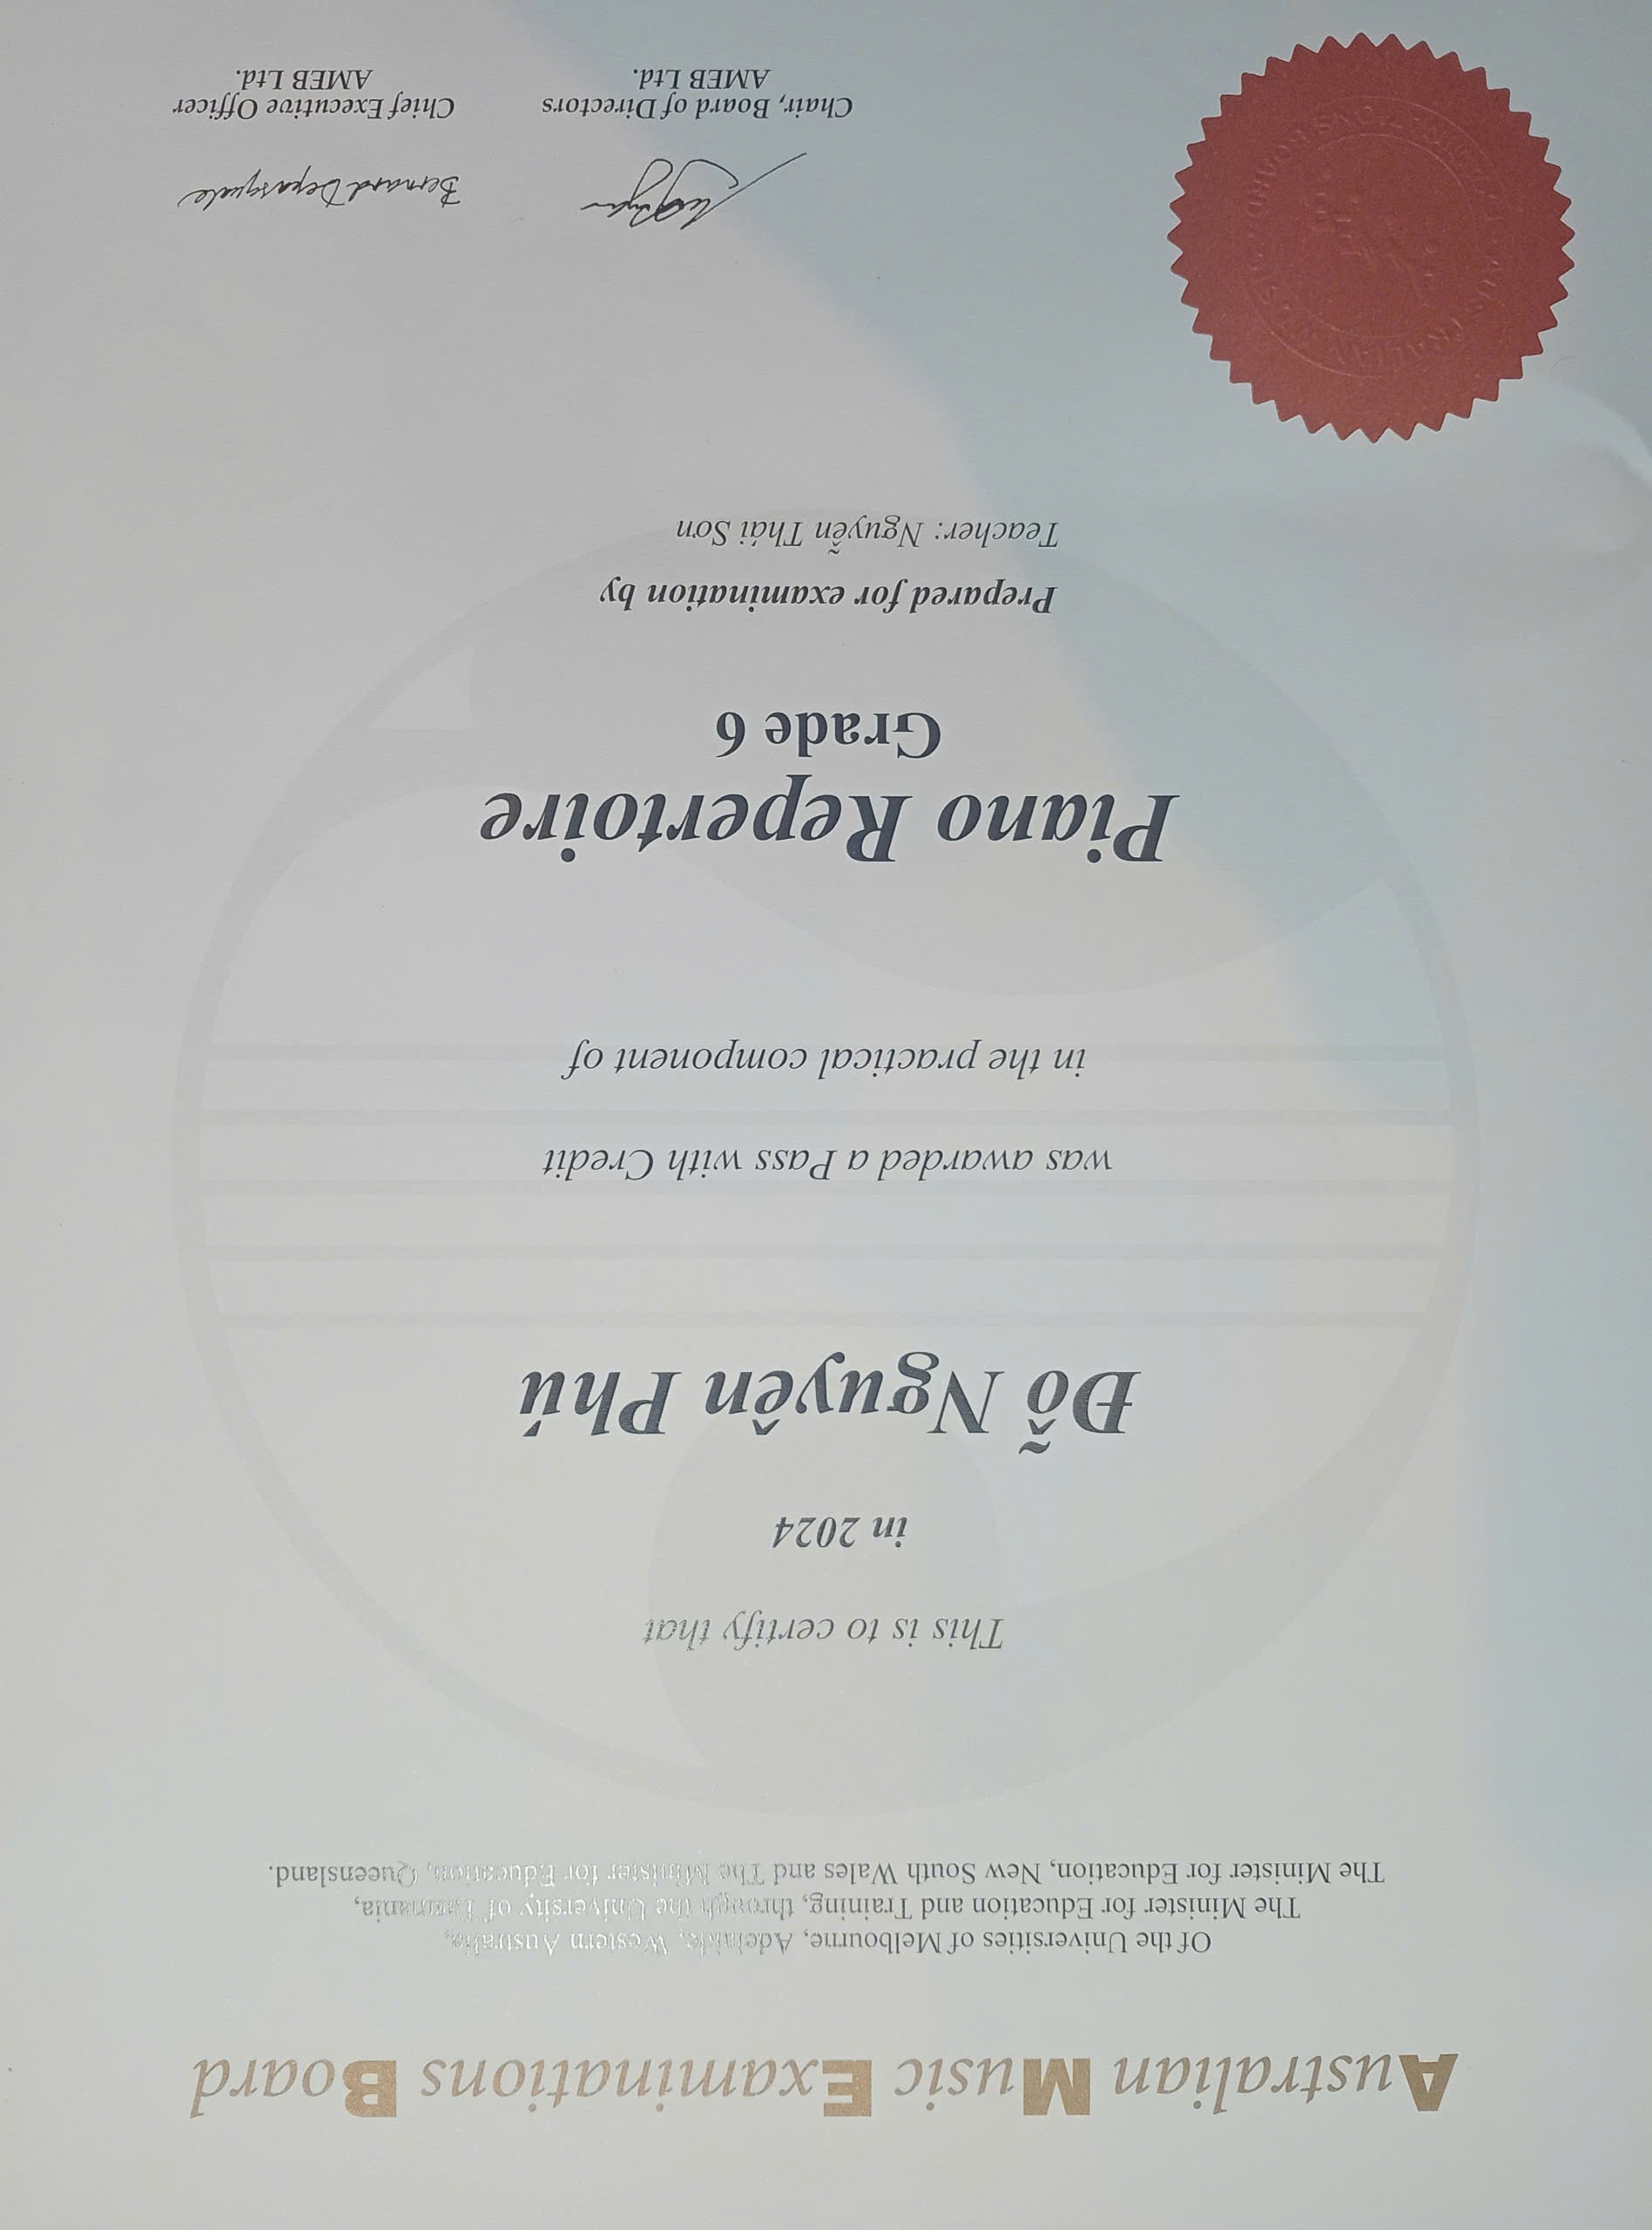 Australian Music Examinations Board
Of the Universities of Melbourne, Adelaide, Western Australia,
The Minister for Education and Training, through the University of Tasmania,
The Minister for Education, New South Wales and The Minister for Education, Queensland.
This is to certify that
in 2024
Đỗ Nguyên Phú
was awarded a Pass with Credit
in the practical component of
Piano Repertoire
Grade 6
Prepared for examination by
Teacher: Nguyễn Thái Sơn
AUSTRALIAN MUSIC EXAMINATIONS BOARD
Bernard Depasquale
Chair, Board of Directors
AMEB Ltd.
Chief Executive Officer
AMEB Ltd.